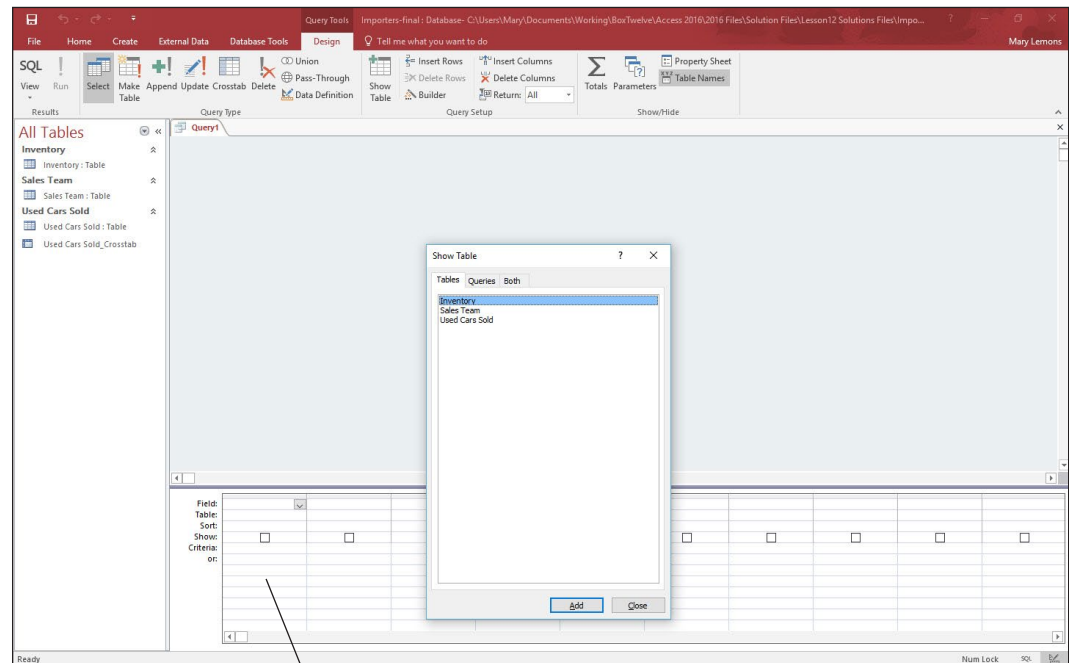 Query Tools
Importers-final : Database- C:\Users\Mary\Documents\Working\BoxTwelve\Access 2016\2016 Files\Solution Files\Lesson12 Solutions Files\Impo...
?
File Home Create External Data Database Tools Design Tell me what you want to do Mary Lemons
SQL
View
Run
Results
Select
Make
Table
Append
Update
Crosstab
Delete
Union
Pass-Through
Data Definition
Query Type
Show
Table
Insert Rows
Delete Rows
Builder
Insert Columns
Delete Columns
Return: All
Query Setup
Totals
Parameters
Property Sheet
Table Names
Show/Hide
All Tables
Inventory
Inventory : Table
Sales Team
Sales Team : Table
Used Cars Sold
Used Cars Sold : Table
Used Cars Sold_Crosstab
Query1
Show Table
?
Tables Queries Both
Inventory
Sales Team
Used Cars Sold
Add Close
Field:
Table:
Sort:
Show:
Criteria:
or:
Ready
Num Lock
SQL